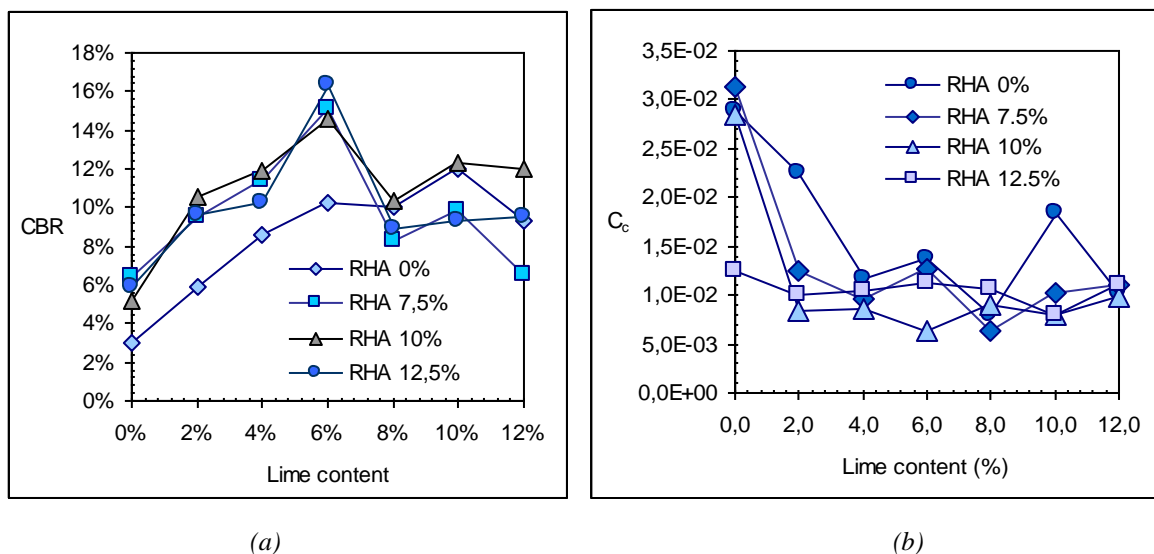 18%
16%
14%
12%
10%
8%
6%
4%
2%
0%
CBR
0% 2% 4% 6% 8% 10% 12%
Lime content
RHA 0%
RHA 7,5%
RHA 10%
RHA 12,5%
(a)
3,5E-02
3,0E-02
2,5E-02
2,0E-02
1,5E-02
1,0E-02
5,0E-03
0,0E+00
Cc
0,0 2,0 4,0 6,0 8,0 10,0 12,0
Lime content (%)
RHA 0%
RHA 7.5%
RHA 10%
RHA 12.5%
(b)